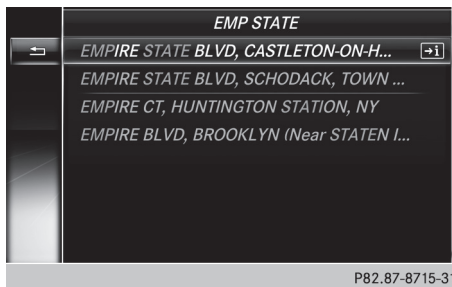 EMP STATE
EMPIRE STATE BLVD, CASTLETON-ON-H...
EMPIRE STATE BLVD, SCHODACK, TOWN ...
EMPIRE CT, HUNTINGTON STATION, NY
EMPIRE BLVD, BROOKLYN (Near STATEN I...
P82.87-8715-31